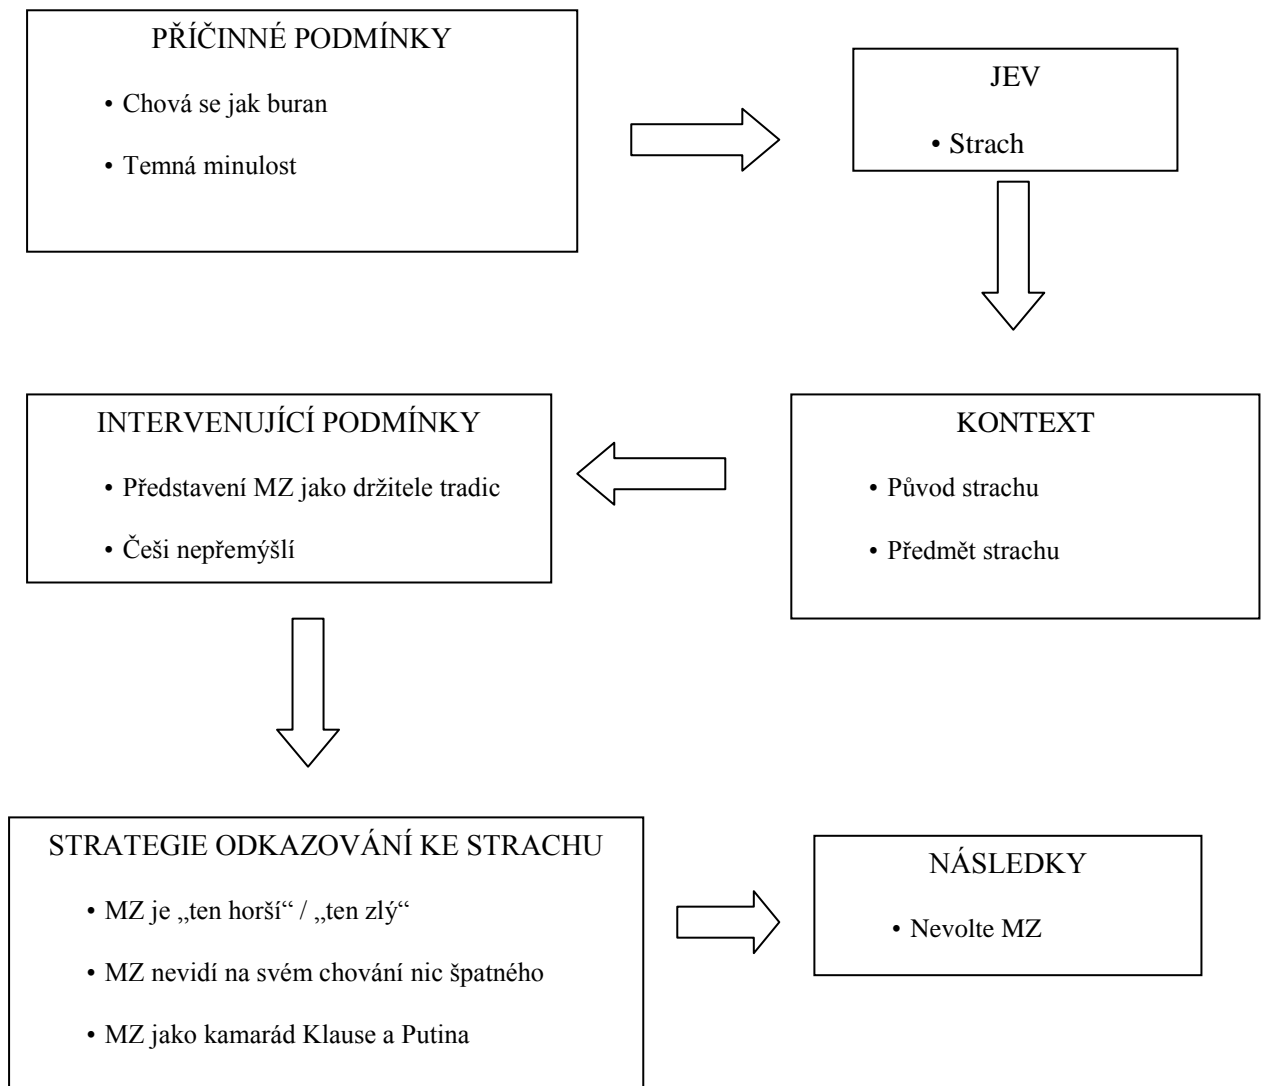 PŘÍČINNÉ PODMÍNKY
• Chová se jak buran
• Temná minulost
JEV
• Strach
KONTEXT
• Původ strachu
• Předmět strachu
INTERVENUJÍCÍ PODMÍNKY
• Představení MZ jako držitele tradic
• Češi nepřemýšlí
STRATEGIE ODKAZOVÁNÍ KE STRACHU
• MZ je „ten horší“ / „ten zlý“
• MZ nevidí na svém chování nic špatného
• MZ jako kamarád Klause a Putina
NÁSLEDKY
• Nevolte MZ